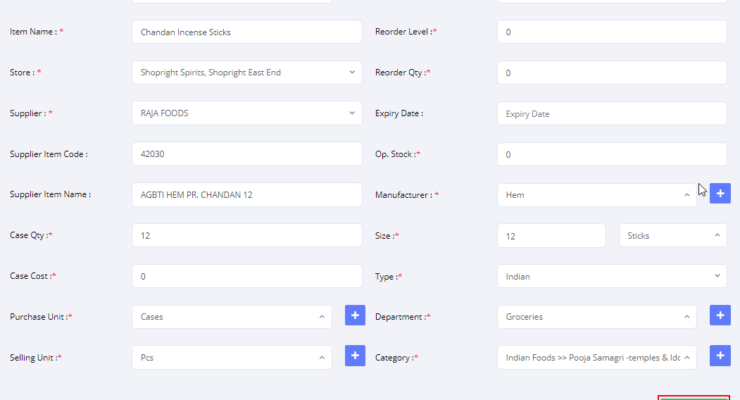 Item Name : * Chandan Incense Sticks Reorder Level: * 0
Store : * Shopright Spirits, Shopright East End Reorder Qty :* 0
Supplier : * RAJA FOODS Expiry Date : Expiry Date
Supplier Item Code : 42030 Op. Stock :* 0
Supplier Item Name : AGBTI HEM PR. CHANDAN 12 Manufacturer : * Hem +
Case Qty :* 12 Size :* 12 Sticks
Case Cost :* 0 Type :* Indian
Purchase Unit :* Cases + Department :* Groceries +
Selling Unit :* Pcs + Category :* Indian Foods >> Pooja Samagri -temples & Idc +